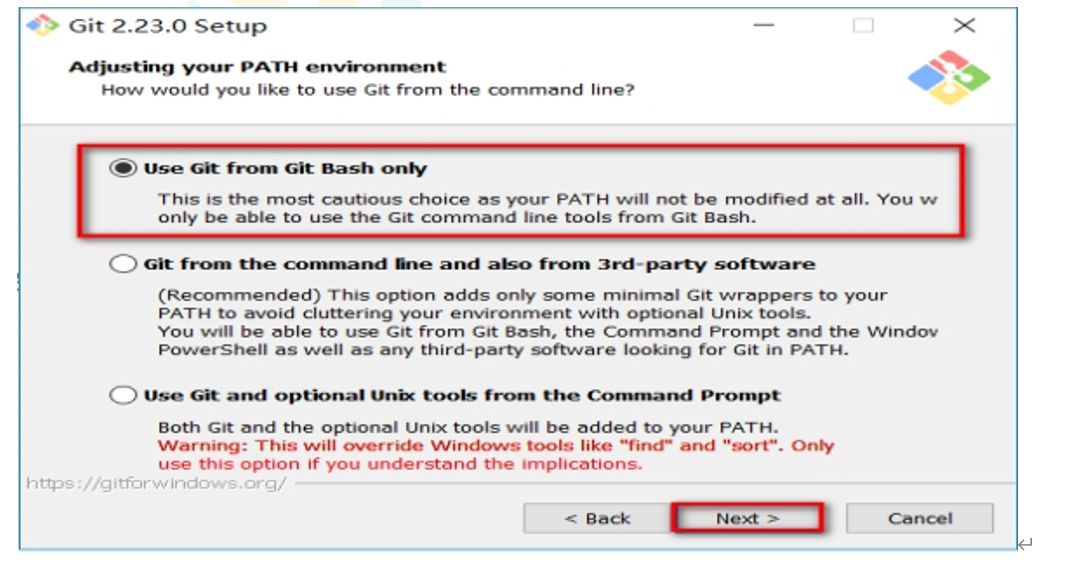 Git 2.23.0 Setup
Adjusting your PATH environment
How would you like to use Git from the command line?
Use Git from Git Bash only
This is the most cautious choice as your PATH will not be modified at all. You w
only be able to use the Git command line tools from Git Bash.
Git from the command line and also from 3rd-party software
(Recommended) This option adds only some minimal Git wrappers to your
PATH to avoid cluttering your environment with optional Unix tools.
You will be able to use Git from Git Bash, the Command Prompt and the Window
PowerShell as well as any third-party software looking for Git in PATH.
Use Git and optional Unix tools from the Command Prompt
Both Git and the optional Unix tools will be added to your PATH.
Warning: This will override Windows tools like "find" and "sort". Only
use this option if you understand the implications.
https://gitforwindows.org/
< Back Next > Cancel